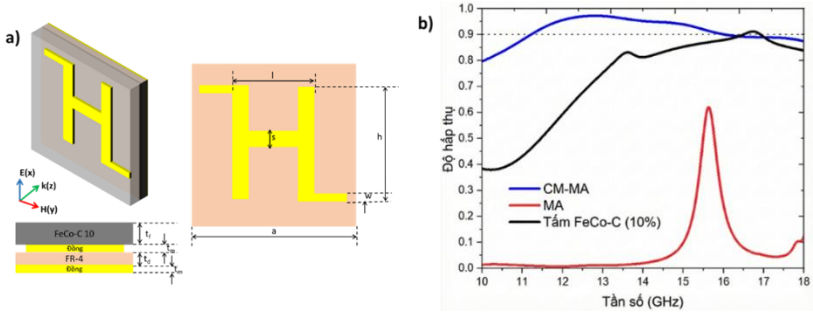 a)
l
s
h
w
a
E(x)
k(z)
H(y)
FeCo-C 10
Đồng
FR-4
Đồng
t
t
t
b)
Độ hấp thụ
1.0
0.9
0.8
0.7
0.6
0.5
0.4
0.3
0.2
0.1
0.0
CM-MA
MA
Tấm FeCo-C (10%)
10 11 12 13 14 15 16 17 18
Tần số (GHz)